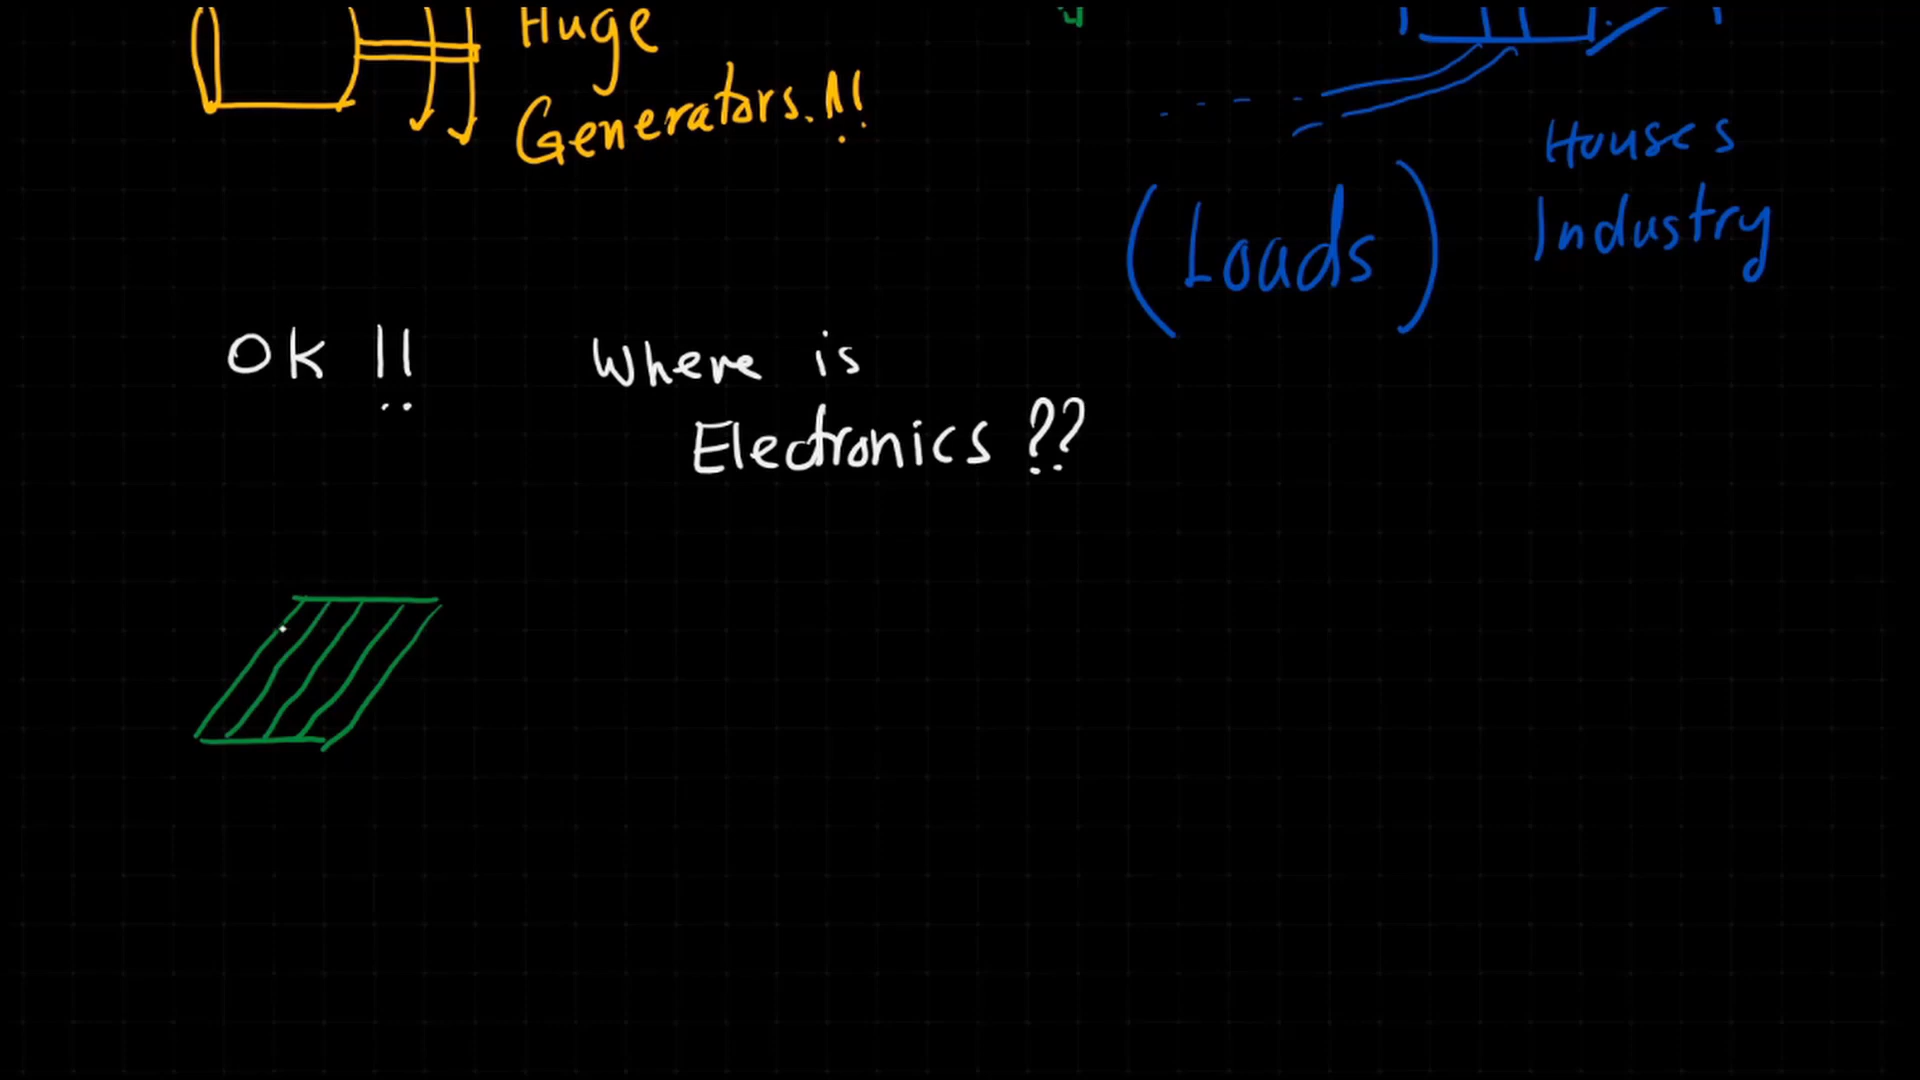 Huge
Generators.!!
Houses
Industry
(Loads)
OK !!
Where is
Electronics ??